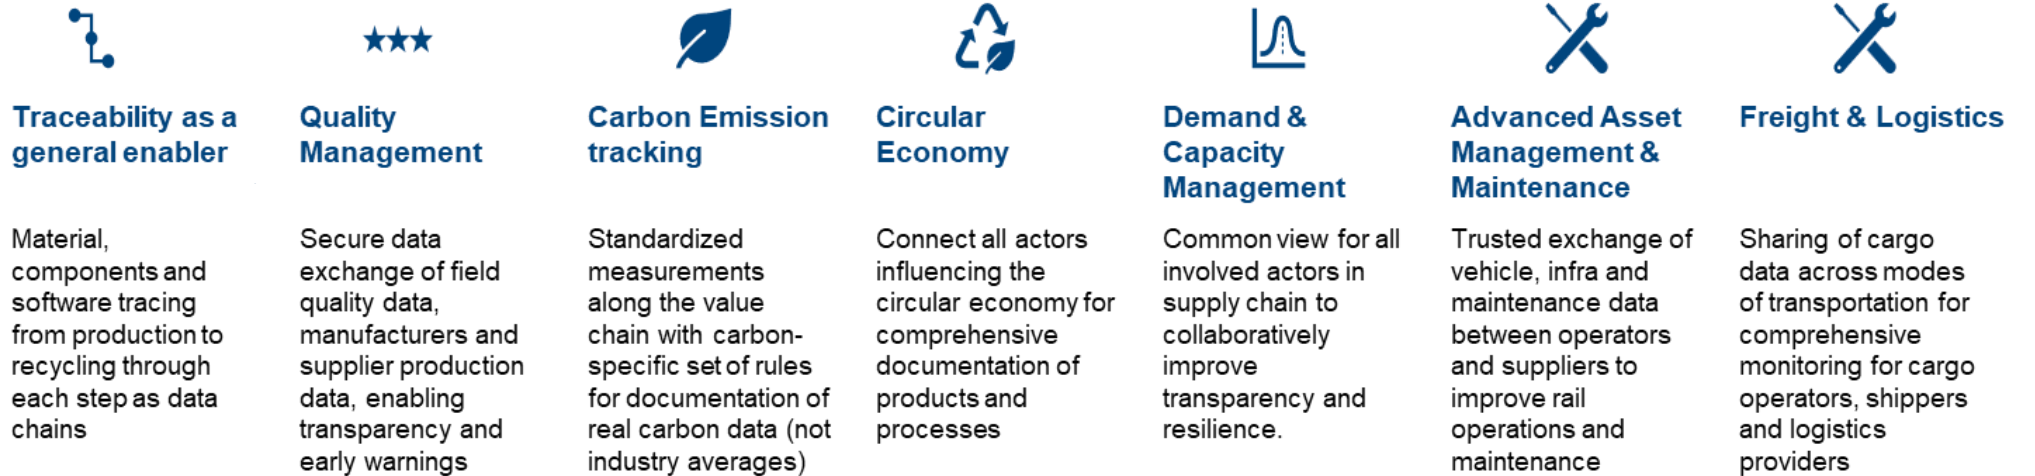 Traceability as a
general enabler
Material,
components and
software tracing
from production to
recycling through
each step as data
chains
Quality
Management
Secure data
exchange of field
quality data,
manufacturers and
supplier production
data, enabling
transparency and
early warnings
Carbon Emission
tracking
Standardized
measurements
along the value
chain with carbon-
specific set of rules
for documentation of
real carbon data (not
industry averages)
Circular
Economy
Connect all actors
influencing the
circular economy for
comprehensive
documentation of
products and
processes
Demand &
Capacity
Management
Common view for all
involved actors in
supply chain to
collaboratively
improve
transparency and
resilience.
Advanced Asset
Management &
Maintenance
Trusted exchange of
vehicle, infra and
maintenance data
between operators
and suppliers to
improve rail
operations and
maintenance
Freight & Logistics
Sharing of cargo
data across modes
of transportation for
comprehensive
monitoring for cargo
operators, shippers
and logistics
providers